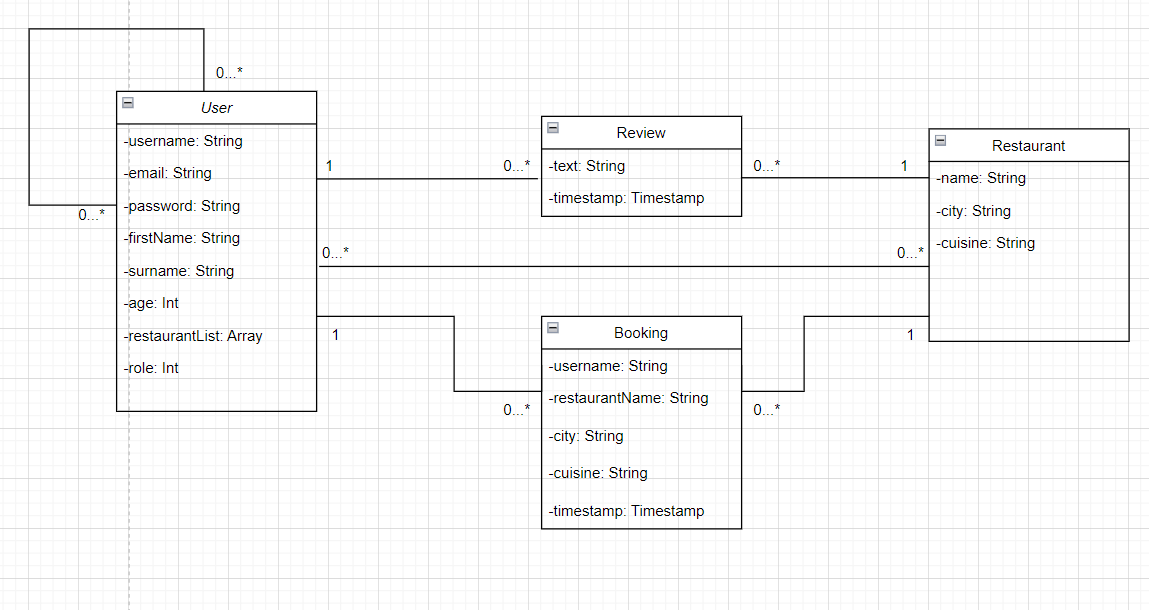 0...*
User
-username: String
-email: String
-password: String
-firstName: String
-surname: String
-age: Int
-restaurantList: Array
-role: Int
0...*
1
0...*
Review
-text: String
-timestamp: Timestamp
0...*
1
Restaurant
-name: String
-city: String
-cuisine: String
0...*
0...*
1
0...*
Booking
-username: String
-restaurantName: String
-city: String
-cuisine: String
-timestamp: Timestamp
0...*
1